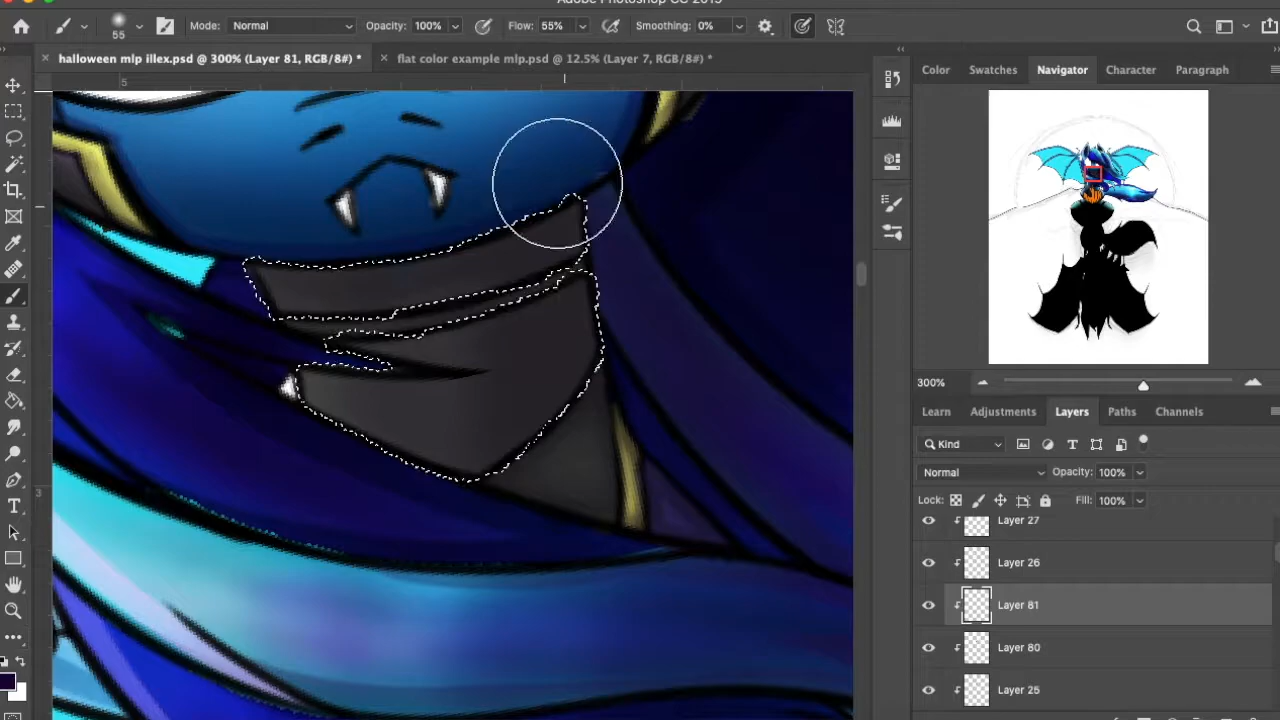 Adobe Photoshop CC 2019
55
Mode: Normal
Opacity: 100%
Flow: 55%
Smoothing: 0%
halloween mlp illex.psd @ 300% (Layer 81, RGB/8#) *
flat color example mlp.psd @ 12.5% (Layer 7, RGB/8#) *
5
3
Color
Swatches
Navigator
Character
Paragraph
300%
Learn
Adjustments
Layers
Paths
Channels
Kind
Normal
Opacity: 100%
Lock:
Fill: 100%
Layer 27
Layer 26
Layer 81
Layer 80
Layer 25